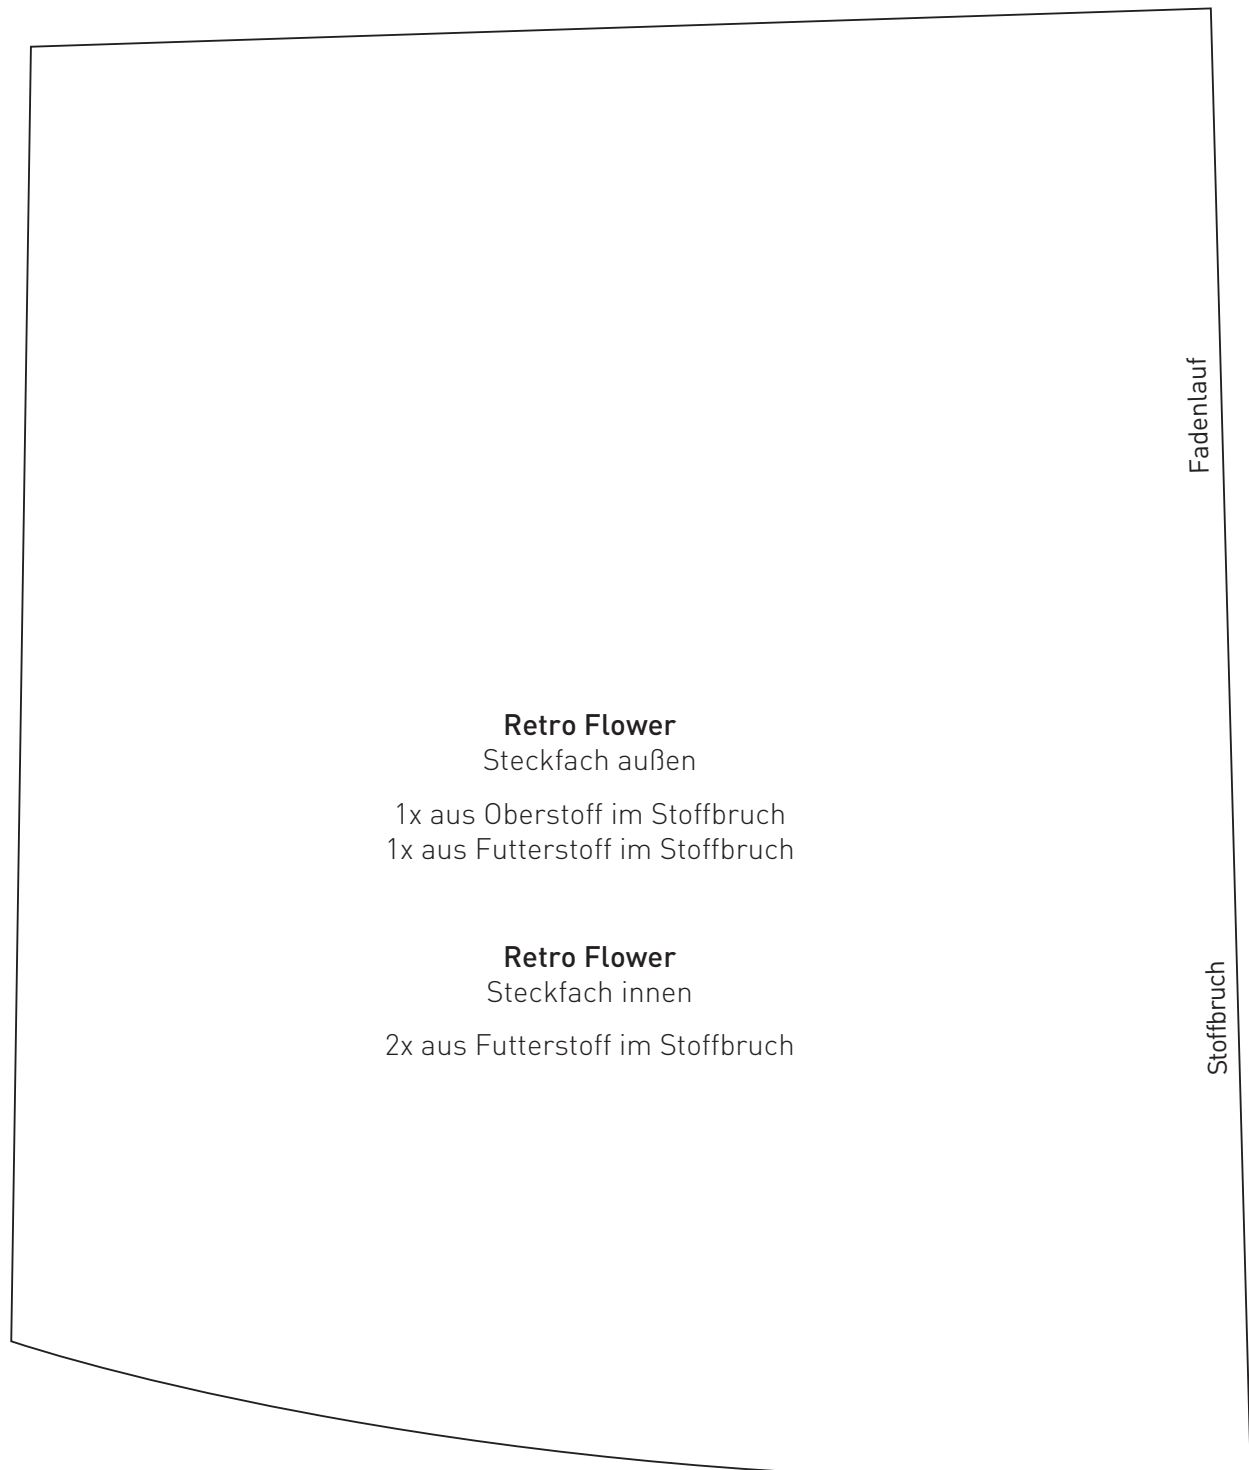 Fadenlauf
Retro Flower
Steckfach außen
1x aus Oberstoff im Stoffbruch
1x aus Futterstoff im Stoffbruch
Retro Flower
Steckfach innen
2x aus Futterstoff im Stoffbruch
Stoffbruch